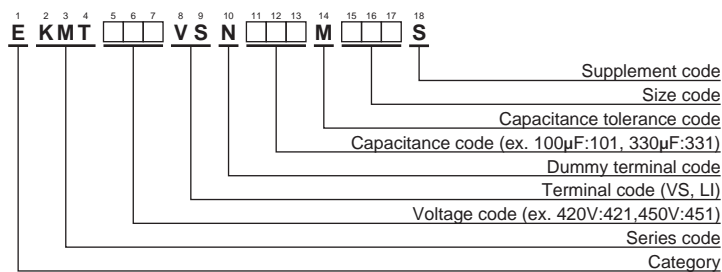 1 2 3 4 5 6 7 8 9 10 11 12 13 14 15 16 17 18
E KMT □□□ VS N □□□ M □□□ S
Supplement code
Size code
Capacitance tolerance code
Capacitance code (ex. 100μF:101, 330μF:331)
Dummy terminal code
Terminal code (VS, LI)
Voltage code (ex. 420V:421,450V:451)
Series code
Category